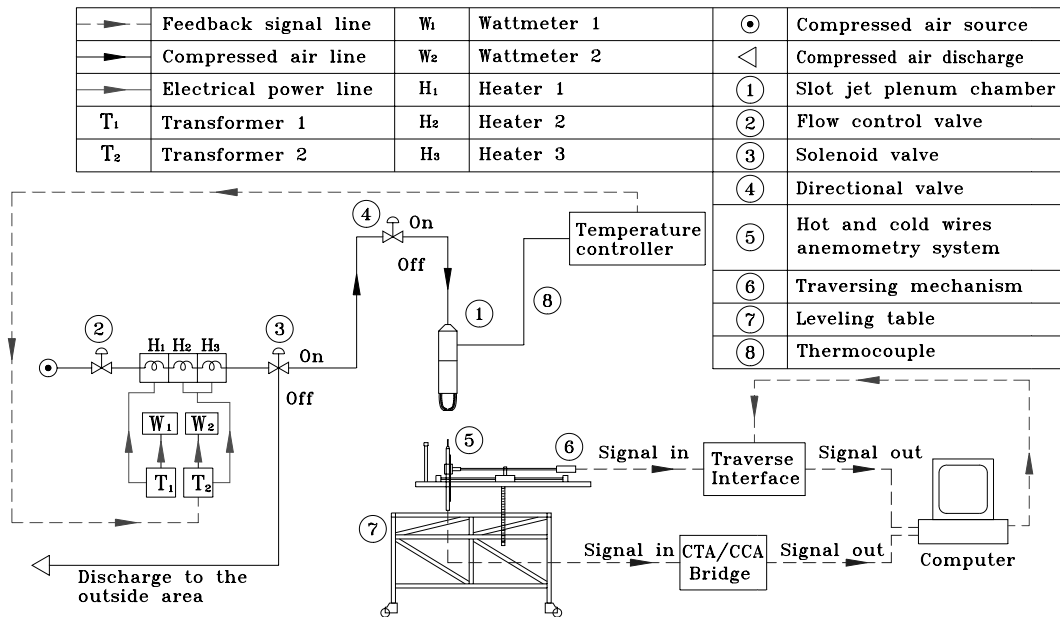 Feedback signal line W₁ Wattmeter 1 Compressed air source
Compressed air line W₂ Wattmeter 2 Compressed air discharge
Electrical power line H₁ Heater 1 1 Slot jet plenum chamber
T₁ Transformer 1 H₂ Heater 2 2 Flow control valve
T₂ Transformer 2 H₃ Heater 3 3 Solenoid valve
4 Directional valve
5 Hot and cold wires
anemometry system
6 Traversing mechanism
7 Leveling table
8 Thermocouple
4
On
Off
Temperature
controller
8
1
2
H₁ H₂ H₃
3
On
Off
W₁ W₂
T₁ T₂
Discharge to the
outside area
5
6
Signal in
Traverse
Interface
Signal out
7
Signal in
CTA/CCA
Bridge
Signal out
Computer